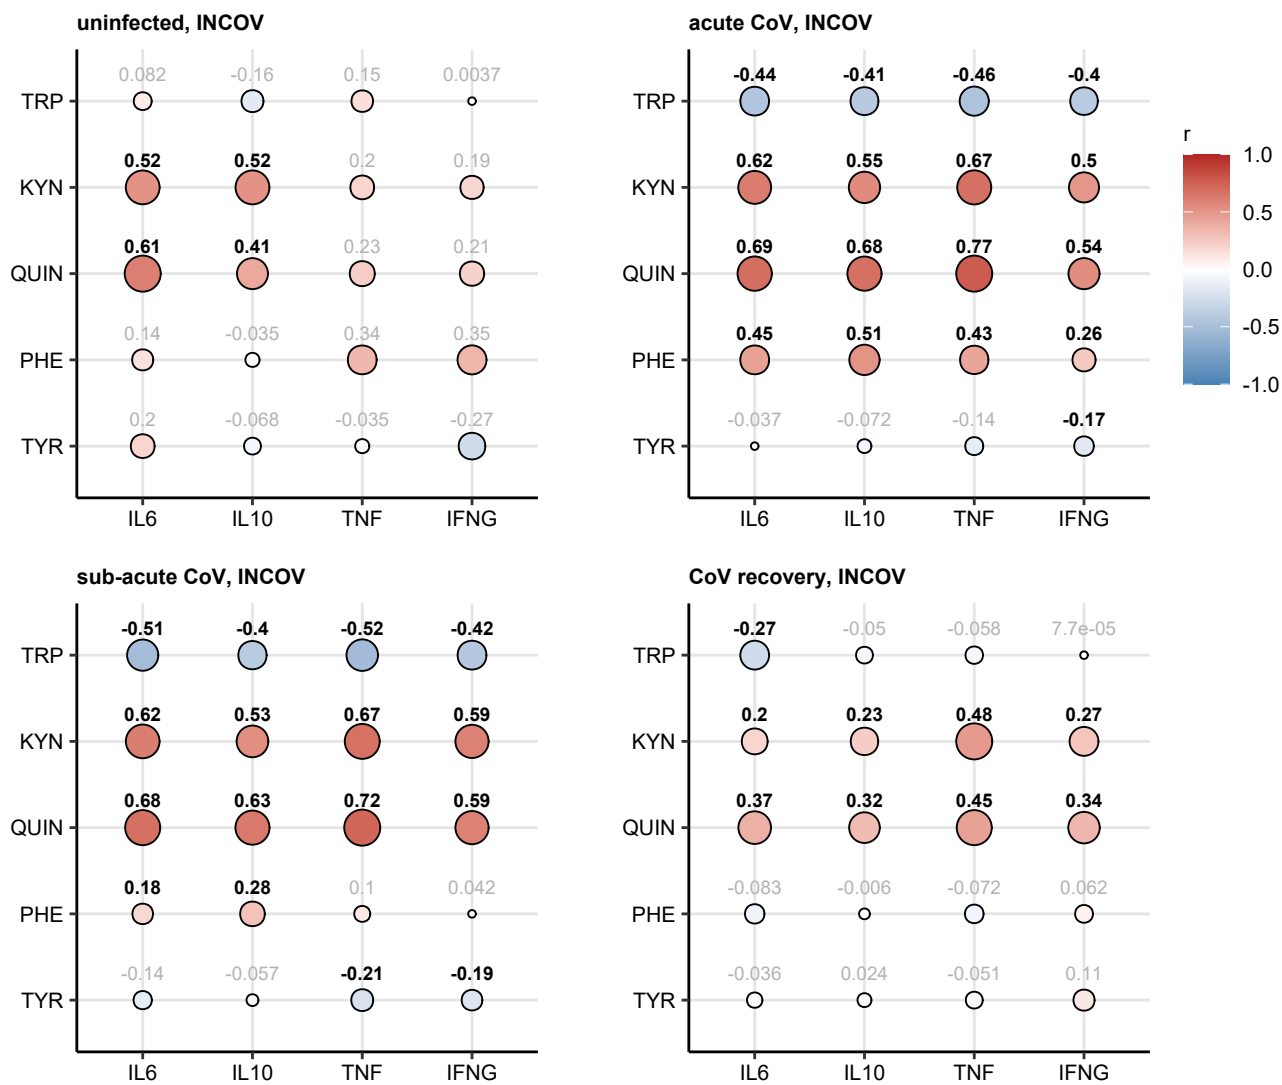 uninfected, INCOV
0.082 -0.16 0.15 0.0037
TRP
0.52 0.52 0.2 0.19
KYN
0.61 0.41 0.23 0.21
QUIN
0.14 -0.035 0.34 0.35
PHE
0.2 -0.068 -0.035 -0.27
TYR
IL6 IL10 TNF IFNG
acute CoV, INCOV
-0.44 -0.41 -0.46 -0.4
TRP
0.62 0.55 0.67 0.5
KYN
0.69 0.68 0.77 0.54
QUIN
0.45 0.51 0.43 0.26
PHE
-0.037 -0.072 -0.14 -0.17
TYR
IL6 IL10 TNF IFNG
r
1.0
0.5
0.0
-0.5
-1.0
sub-acute CoV, INCOV
-0.51 -0.4 -0.52 -0.42
TRP
0.62 0.53 0.67 0.59
KYN
0.68 0.63 0.72 0.59
QUIN
0.18 0.28 0.1 0.042
PHE
-0.14 -0.057 -0.21 -0.19
TYR
IL6 IL10 TNF IFNG
CoV recovery, INCOV
-0.27 -0.05 -0.058 7.7e-05
TRP
0.2 0.23 0.48 0.27
KYN
0.37 0.32 0.45 0.34
QUIN
-0.083 -0.006 -0.072 0.062
PHE
-0.036 0.024 -0.051 0.11
TYR
IL6 IL10 TNF IFNG